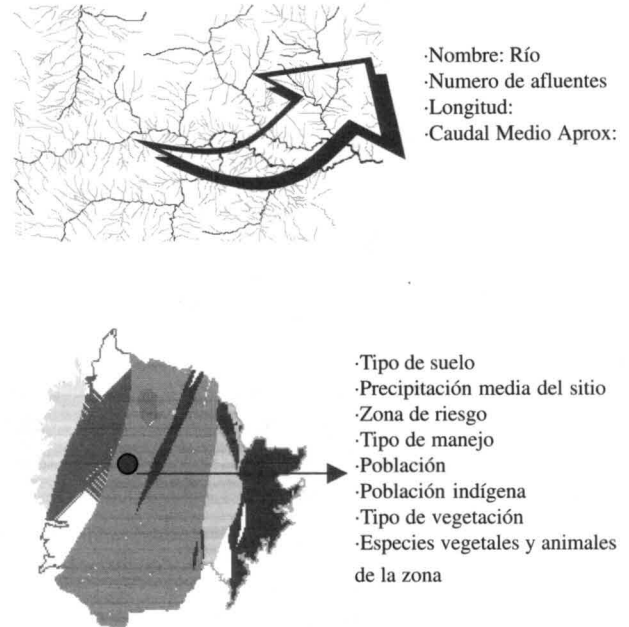 ·Nombre: Río
·Numero de afluentes
·Longitud:
·Caudal Medio Aprox:
·Tipo de suelo
·Precipitación media del sitio
·Zona de riesgo
·Tipo de manejo
·Población
·Población indígena
·Tipo de vegetación
·Especies vegetales y animales
de la zona